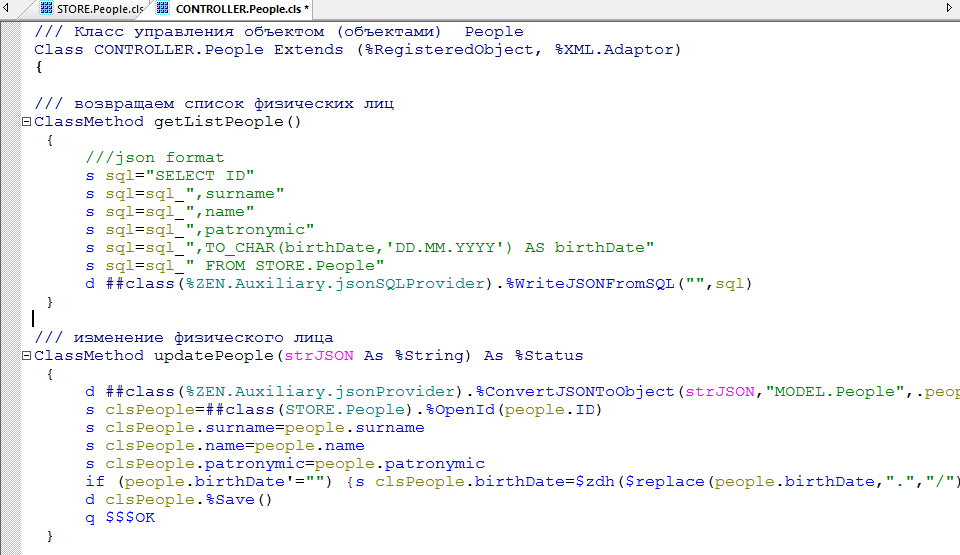 STORE.People.cls CONTROLLER.People.cls *
/// Класс управления объектом (объектами)  People
Class CONTROLLER.People Extends (%RegisteredObject, %XML.Adaptor)
{
/// возвращаем список физических лиц
ClassMethod getListPeople()
{
///json format
s sql="SELECT ID"
s sql=sql_",surname"
s sql=sql_",name"
s sql=sql_",patronymic"
s sql=sql_",TO_CHAR(birthDate,'DD.MM.YYYY') AS birthDate"
s sql=sql_" FROM STORE.People"
d ##class(%ZEN.Auxiliary.jsonSQLProvider).%WriteJSONFromSQL("",sql)
}
/// изменение физического лица
ClassMethod updatePeople(strJSON As %String) As %Status
{
d ##class(%ZEN.Auxiliary.jsonProvider).%ConvertJSONToObject(strJSON,"MODEL.People",.peop
s clsPeople=##class(STORE.People).%OpenId(people.ID)
s clsPeople.surname=people.surname
s clsPeople.name=people.name
s clsPeople.patronymic=people.patronymic
if (people.birthDate'="") {s clsPeople.birthDate=$zdh($replace(people.birthDate,".","/")
d clsPeople.%Save()
q $$$OK
}